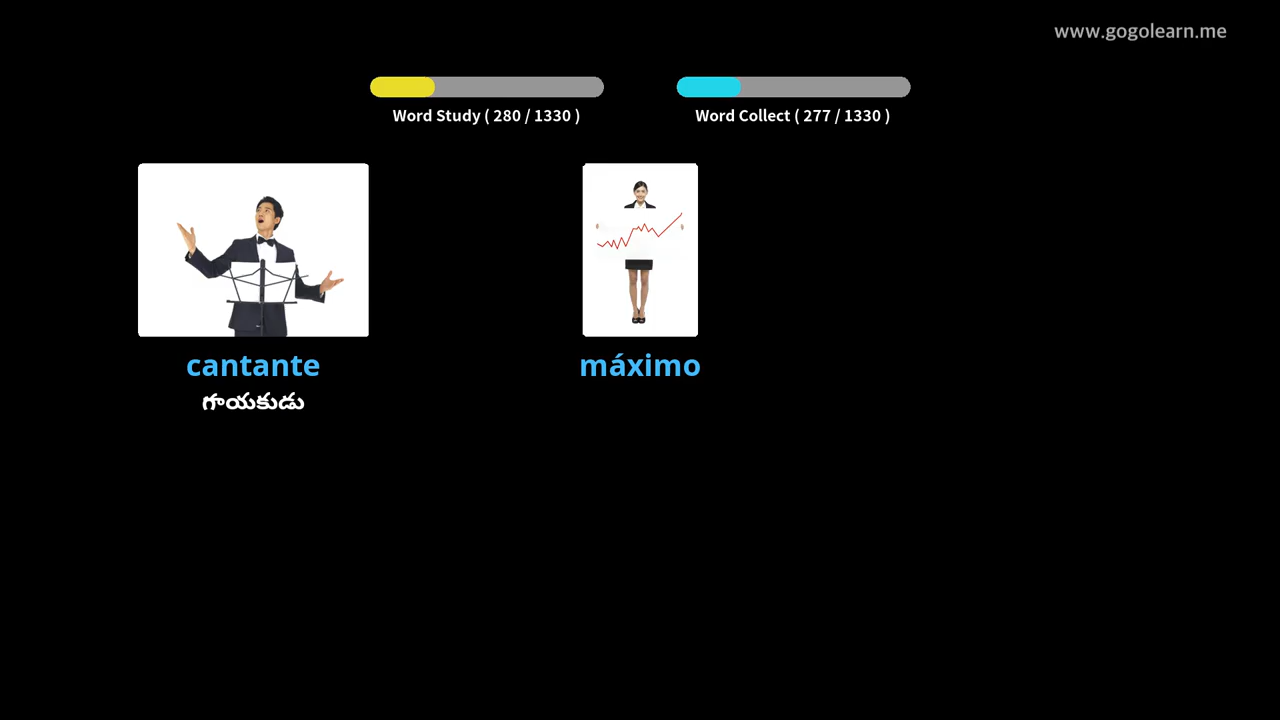 www.gogolearn.me
Word Study ( 280 / 1330 )
Word Collect ( 277 / 1330 )
cantante
గాయకుడు
máximo